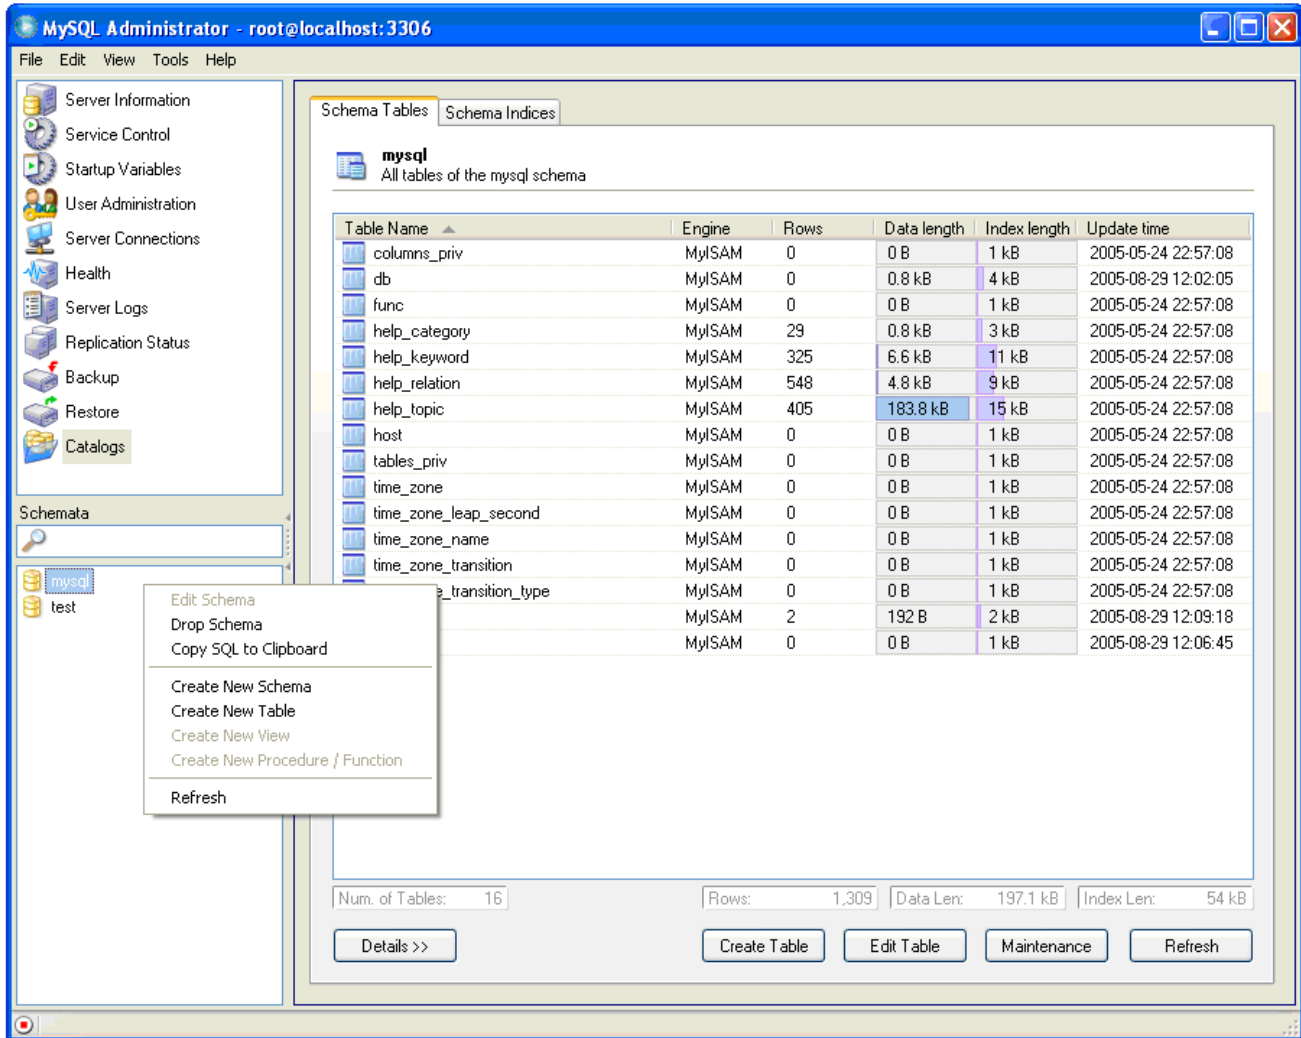 MySQL Administrator - root@localhost:3306
File Edit View Tools Help
Server Information
Service Control
Startup Variables
User Administration
Server Connections
Health
Server Logs
Replication Status
Backup
Restore
Catalogs
Schemata
mysql
test
Edit Schema
Drop Schema
Copy SQL to Clipboard
Create New Schema
Create New Table
Create New View
Create New Procedure / Function
Refresh
Schema Tables Schema Indices
mysql
All tables of the mysql schema
Table Name Engine Rows Data length Index length Update time
columns_priv MyISAM 0 0 B 1 kB 2005-05-24 22:57:08
db MyISAM 0 0.8 kB 4 kB 2005-08-29 12:02:05
func MyISAM 0 0 B 1 kB 2005-05-24 22:57:08
help_category MyISAM 29 0.8 kB 3 kB 2005-05-24 22:57:08
help_keyword MyISAM 325 6.6 kB 11 kB 2005-05-24 22:57:08
help_relation MyISAM 548 4.8 kB 9 kB 2005-05-24 22:57:08
help_topic MyISAM 405 183.8 kB 15 kB 2005-05-24 22:57:08
host MyISAM 0 0 B 1 kB 2005-05-24 22:57:08
tables_priv MyISAM 0 0 B 1 kB 2005-05-24 22:57:08
time_zone MyISAM 0 0 B 1 kB 2005-05-24 22:57:08
time_zone_leap_second MyISAM 0 0 B 1 kB 2005-05-24 22:57:08
time_zone_name MyISAM 0 0 B 1 kB 2005-05-24 22:57:08
time_zone_transition MyISAM 0 0 B 1 kB 2005-05-24 22:57:08
e_transition_type MyISAM 0 0 B 1 kB 2005-05-24 22:57:08
MyISAM 2 192 B 2 kB 2005-08-29 12:09:18
MyISAM 0 0 B 1 kB 2005-08-29 12:06:45
Num. of Tables: 16 Rows: 1,309 Data Len: 197.1 kB Index Len: 54 kB
Details >> Create Table Edit Table Maintenance Refresh